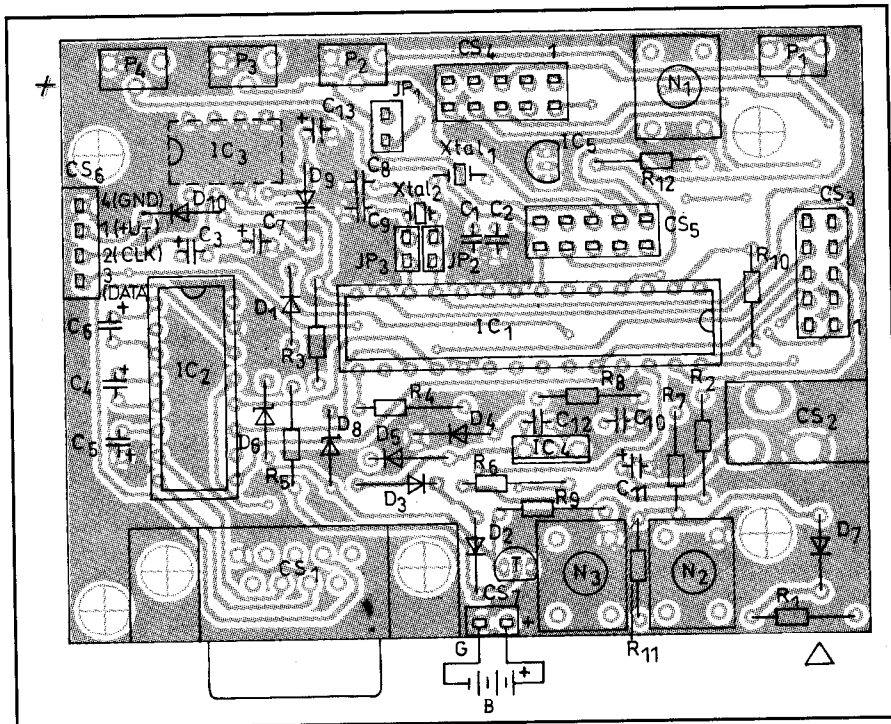 P4 P3 P2 CS4 1 N1 P1
+
C13 JP1
IC3 Xtal1 IC5
CS6 D9 C8 R12 CS3
4(GND) D10 Xtal2
1(+UT) C3 C7 C9 C1 C2 CS5
2(CLK) JP3 JP2 R10
3
(DATA
D1 IC1
C6 R3 1
IC2
C4 R4 R8 R7 R2
C5 D6 D8 D5 D4 C12 C10 CS2
IC4
R5 D3 R6 C11
R9
D2 D7
CS1 T N3 N2
CS7 R1
G + R11
+
B